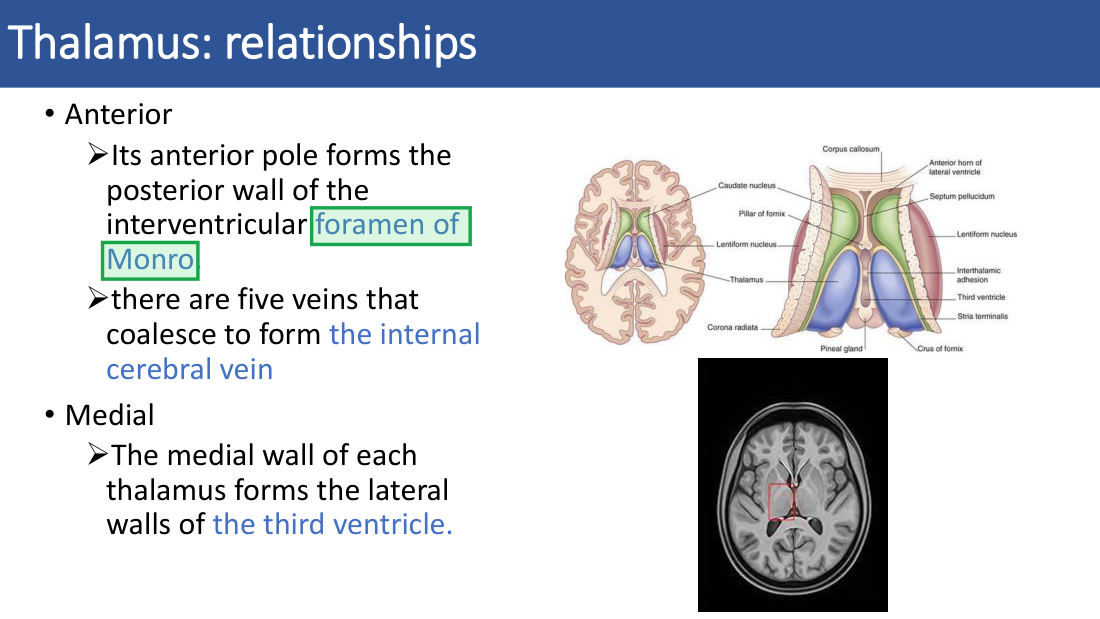 Thalamus: relationships
• Anterior
➢Its anterior pole forms the
posterior wall of the
interventricular foramen of
Monro.
➢there are five veins that
coalesce to form the internal
cerebral vein
• Medial
➢The medial wall of each
thalamus forms the lateral
walls of the third ventricle.
Corpus callosum
Anterior horn of
lateral ventricle
Caudate nucleus
Septum pellucidum
Pillar of fornix
Lentiform nucleus
Lentiform nucleus
Interthalamic
adhesion
Thalamus
Third ventricle
Stria terminalis
Corona radiata
Pineal gland
Crus of fornix